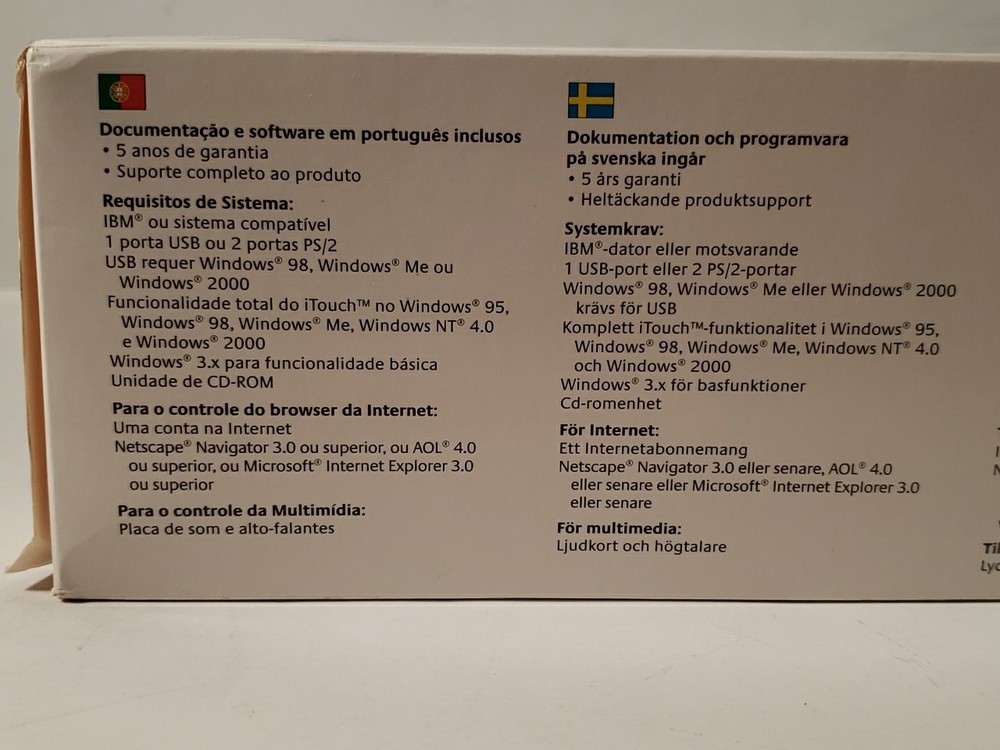 Documentação e software em português inclusos
• 5 anos de garantia
• Suporte completo ao produto
Requisitos de Sistema:
IBM® ou sistema compatível
1 porta USB ou 2 portas PS/2
USB requer Windows® 98, Windows® Me ou
Windows® 2000
Funcionalidade total do iTouch™ no Windows® 95,
Windows® 98, Windows® Me, Windows NT® 4.0
e Windows® 2000
Windows® 3.x para funcionalidade básica
Unidade de CD-ROM
Para o controle do browser da Internet:
Uma conta na Internet
Netscape® Navigator 3.0 ou superior, ou AOL® 4.0
ou superior, ou Microsoft® Internet Explorer 3.0
ou superior
Para o controle da Multimídia:
Placa de som e alto-falantes
Dokumentation och programvara
på svenska ingår
• 5 års garanti
• Heltäckande produktsupport
Systemkrav:
IBM®-dator eller motsvarande
1 USB-port eller 2 PS/2-portar
Windows® 98, Windows® Me eller Windows® 2000
krävs för USB
Komplett iTouch™-funktionalitet i Windows® 95,
Windows® 98, Windows® Me, Windows NT® 4.0
och Windows® 2000
Windows® 3.x för basfunktioner
Cd-romenhet
För Internet:
Ett Internetabonnemang
Netscape® Navigator 3.0 eller senare, AOL® 4.0
eller senare eller Microsoft® Internet Explorer 3.0
eller senare
För multimedia:
Ljudkort och högtalare